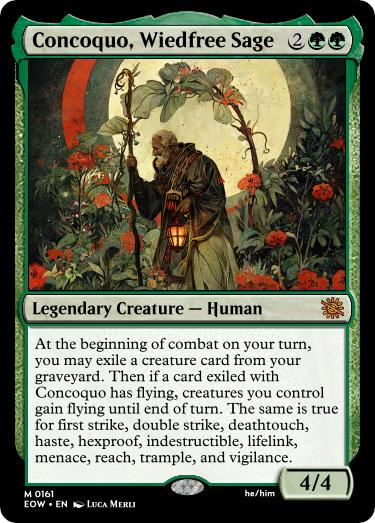 Concoquo, Wiedfree Sage 2
Legendary Creature — Human
At the beginning of combat on your turn,
you may exile a creature card from your
graveyard. Then if a card exiled with
Concoquo has flying, creatures you control
gain flying until end of turn. The same is true
for first strike, double strike, deathtouch,
haste, hexproof, indestructible, lifelink,
menace, reach, trample, and vigilance.
4/4
M 0161
EOW • EN Luca Merli
he/him